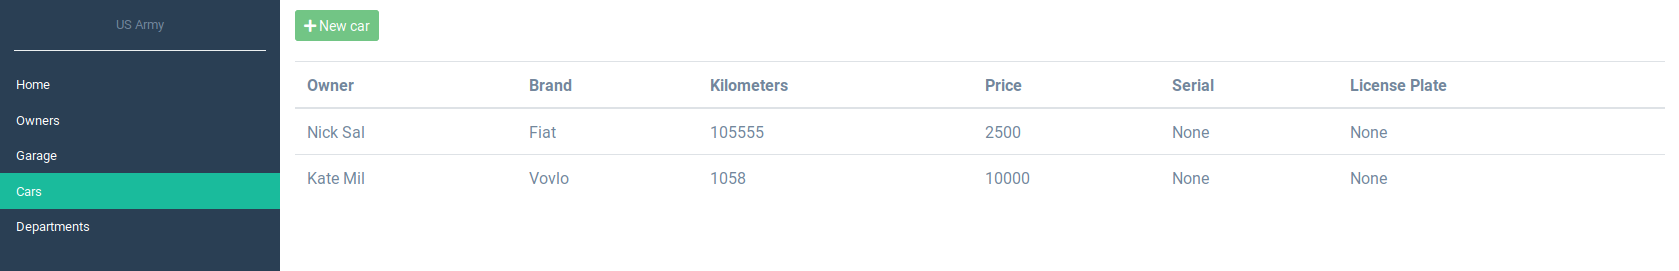 US Army
Home
Owners
Garage
Cars
Departments
+ New car
Owner Brand Kilometers Price Serial License Plate
Nick Sal Fiat 105555 2500 None None
Kate Mil Vovlo 1058 10000 None None